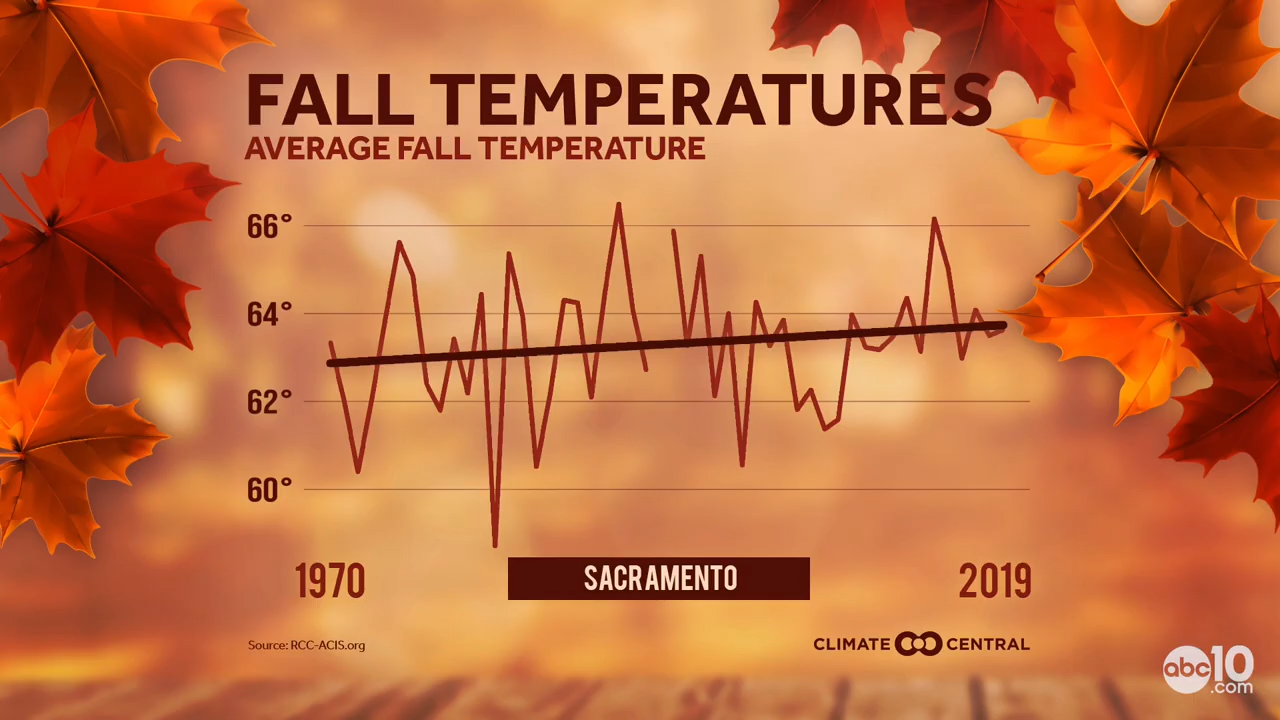 FALL TEMPERATURES
AVERAGE FALL TEMPERATURE
66°
64°
62°
60°
1970
SACRAMENTO
2019
Source: RCC-ACIS.org
CLIMATE CENTRAL
abc10
.com